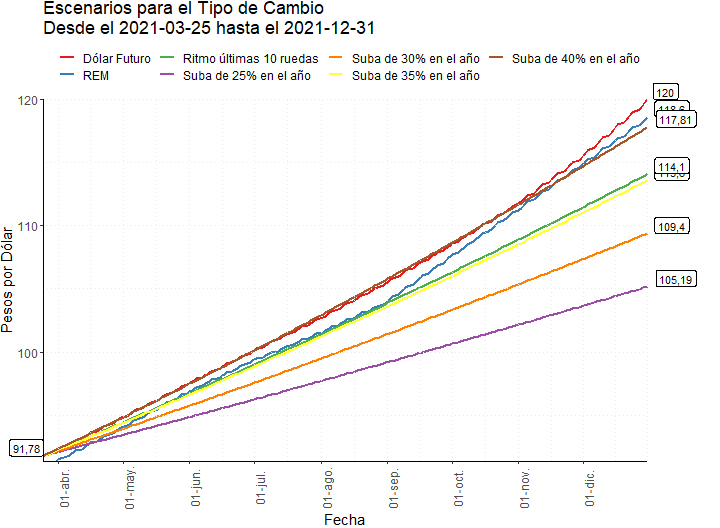 Escenarios para el Tipo de Cambio
Desde el 2021-03-25 hasta el 2021-12-31
Dólar Futuro
Ritmo últimas 10 ruedas
Suba de 30% en el año
Suba de 40% en el año
REM
Suba de 25% en el año
Suba de 35% en el año
120
120
117,81
114,1
110
109,4
105,19
100
91,78
Pesos por Dólar
01-abr.
01-may.
01-jun.
01-jul.
01-ago.
01-sep.
01-oct.
01-nov.
01-dic.
Fecha